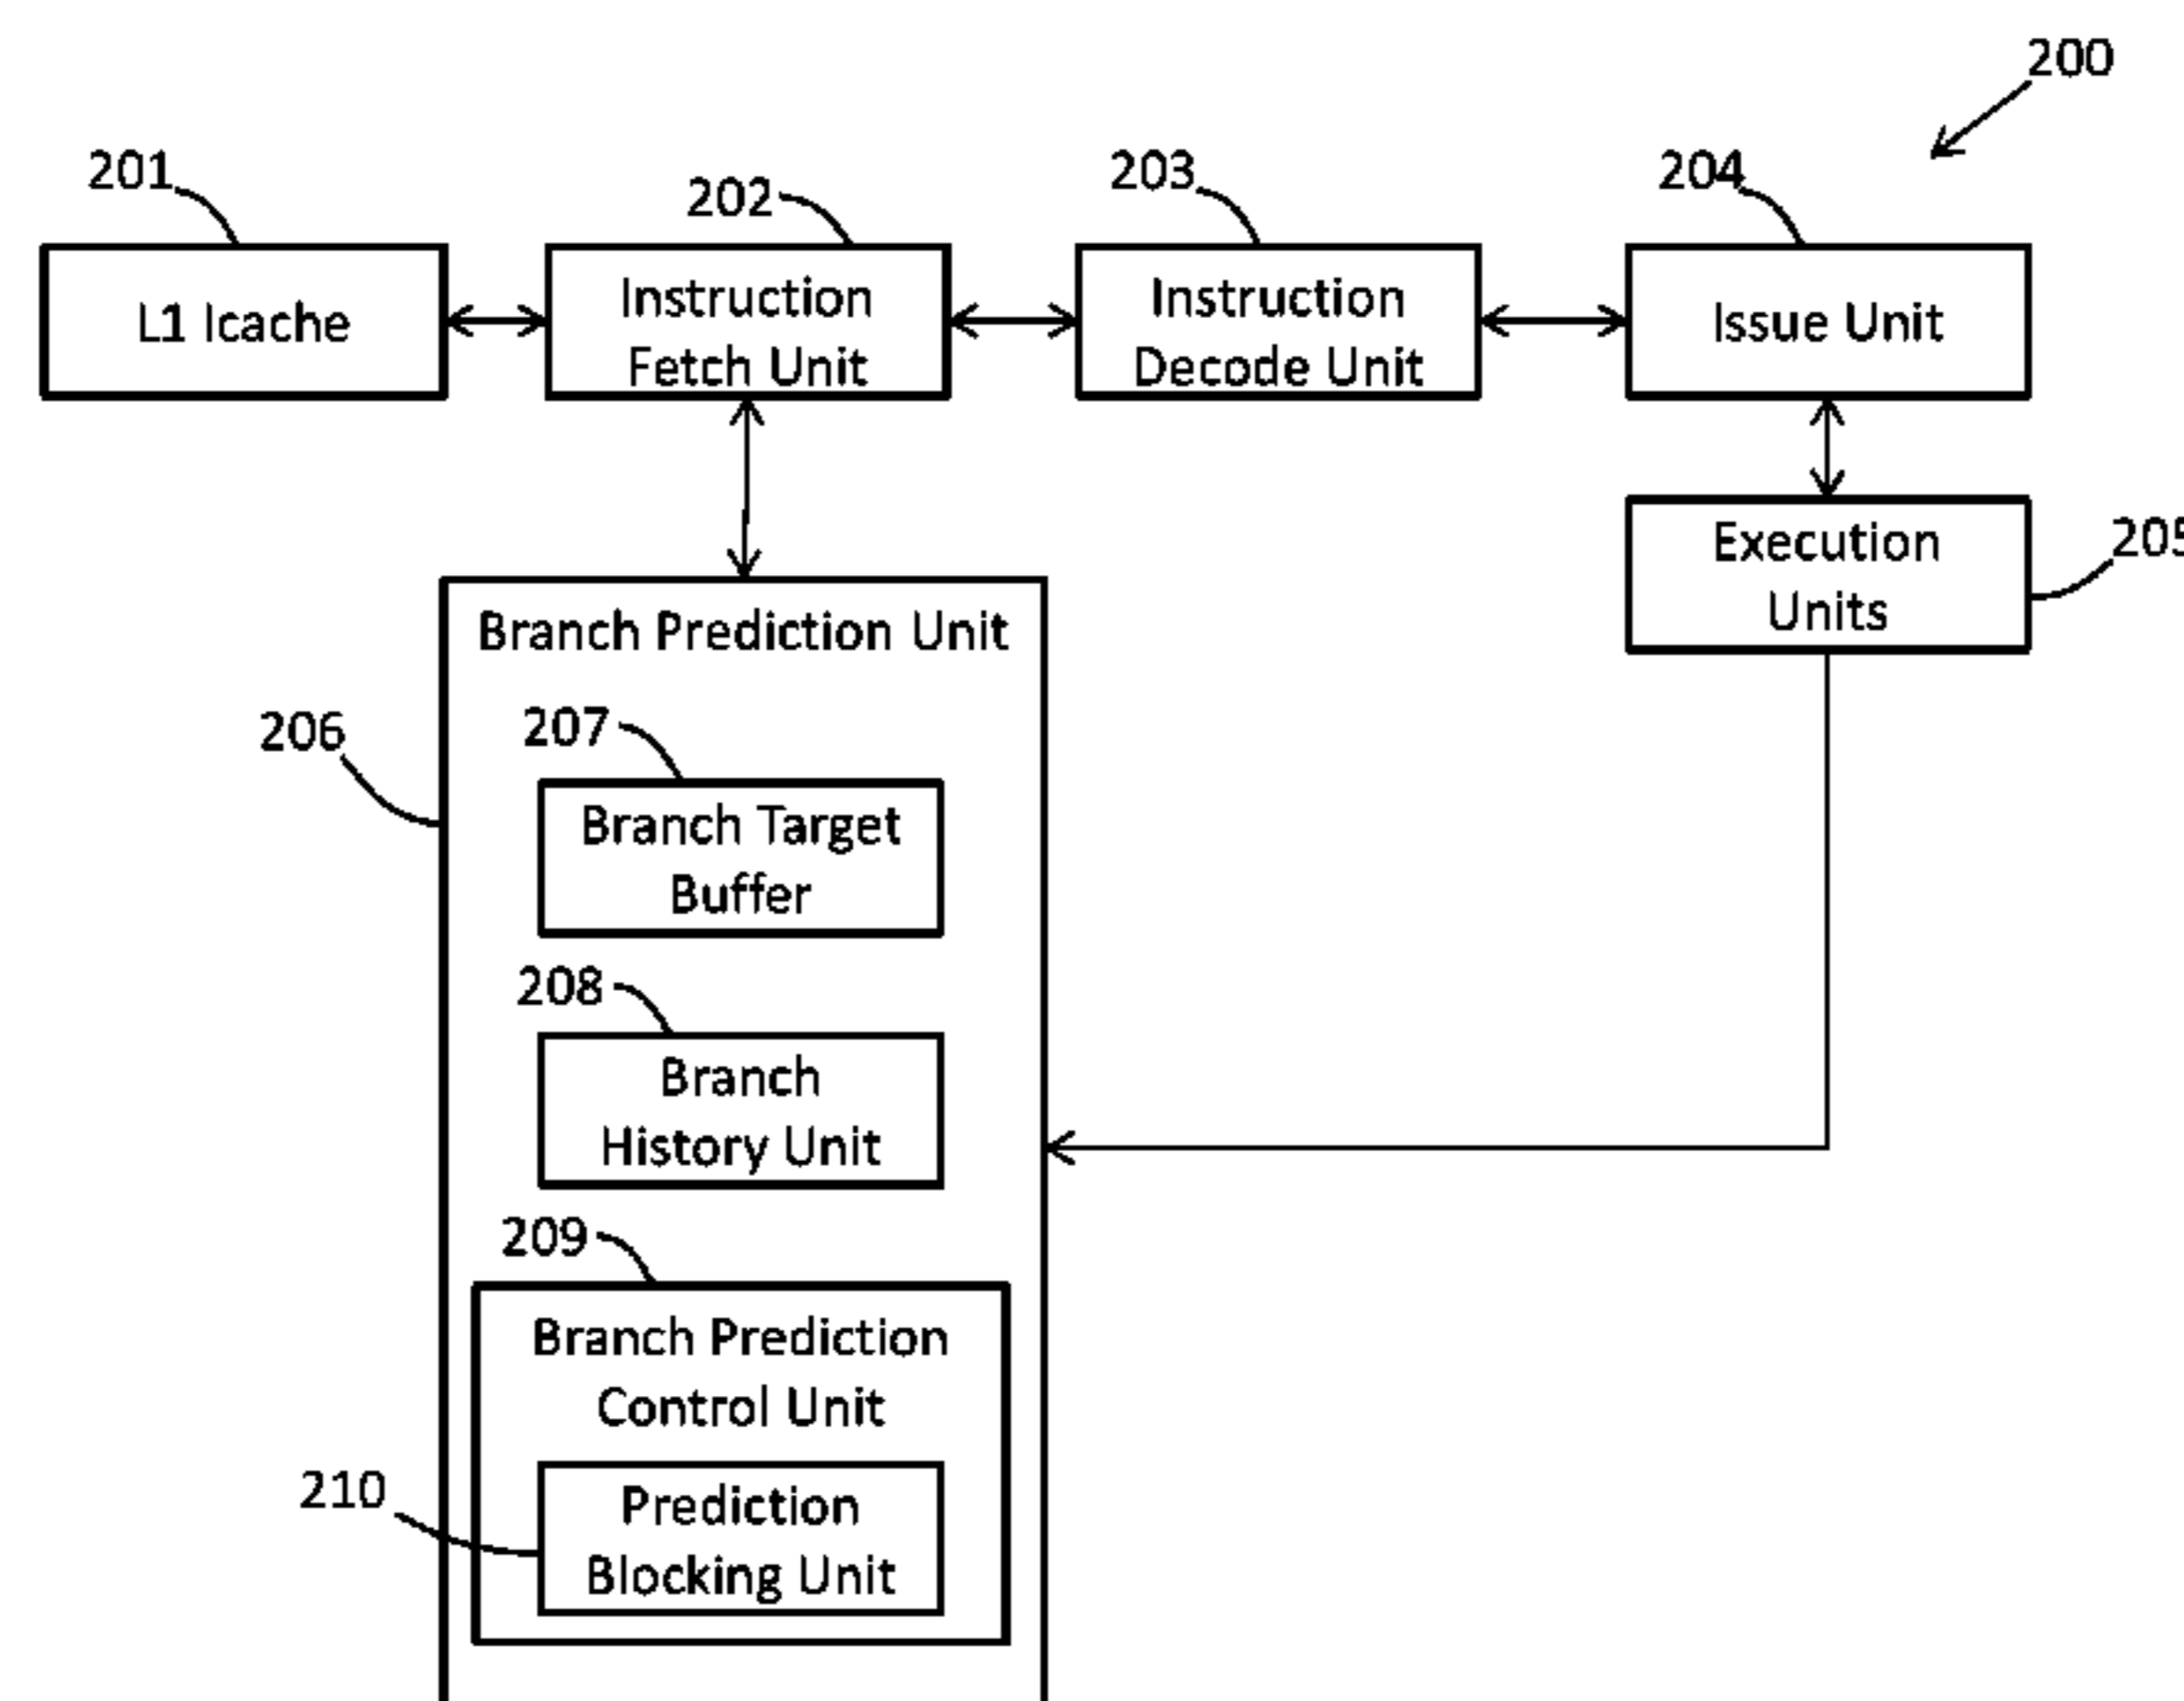 200
201
202
203
204
L1 Icache
Instruction
Fetch Unit
Instruction
Decode Unit
Issue Unit
Execution
Units
205
Branch Prediction Unit
206
207
Branch Target
Buffer
208
Branch
History Unit
209
Branch Prediction
Control Unit
210
Prediction
Blocking Unit